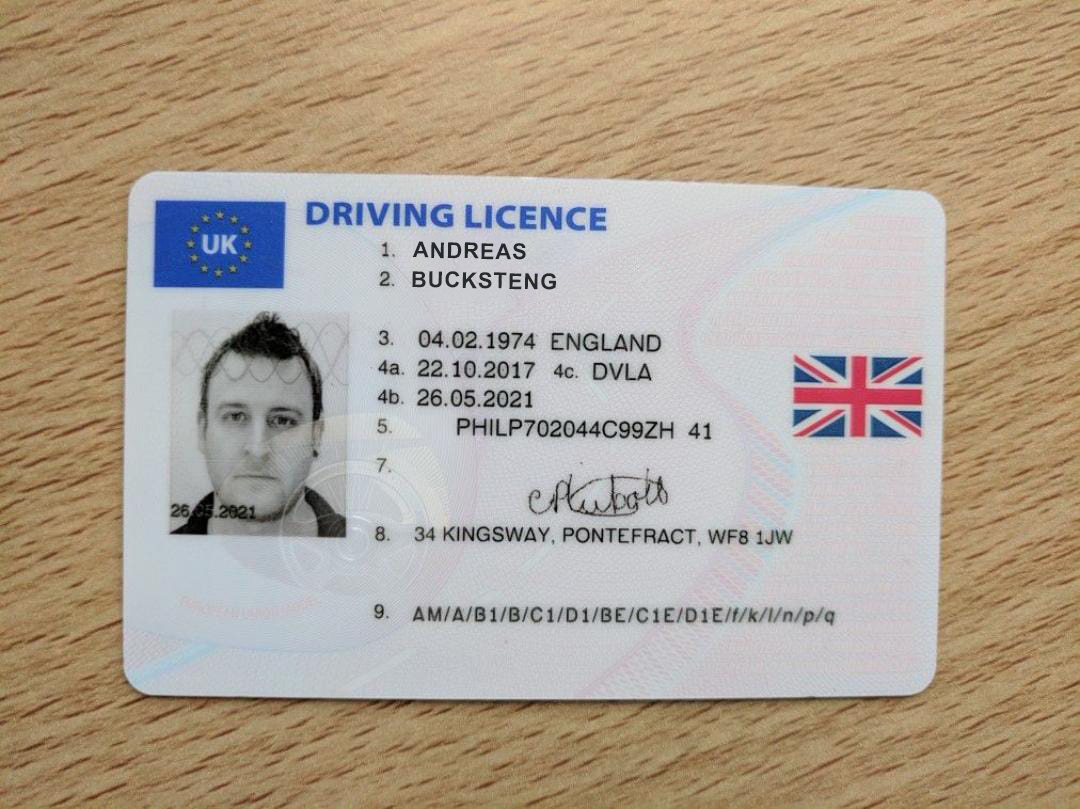 UK
DRIVING LICENCE
1. ANDREAS
2. BUCKSTENG
3. 04.02.1974 ENGLAND
4a. 22.10.2017 4c. DVLA
4b. 26.05.2021
5. PHILP702044C99ZH 41
7.
26.05.2021
8. 34 KINGSWAY, PONTEFRACT, WF8 1JW
9. AM/A/B1/B/C1/D1/BE/C1E/D1E/f/k/l/n/p/q